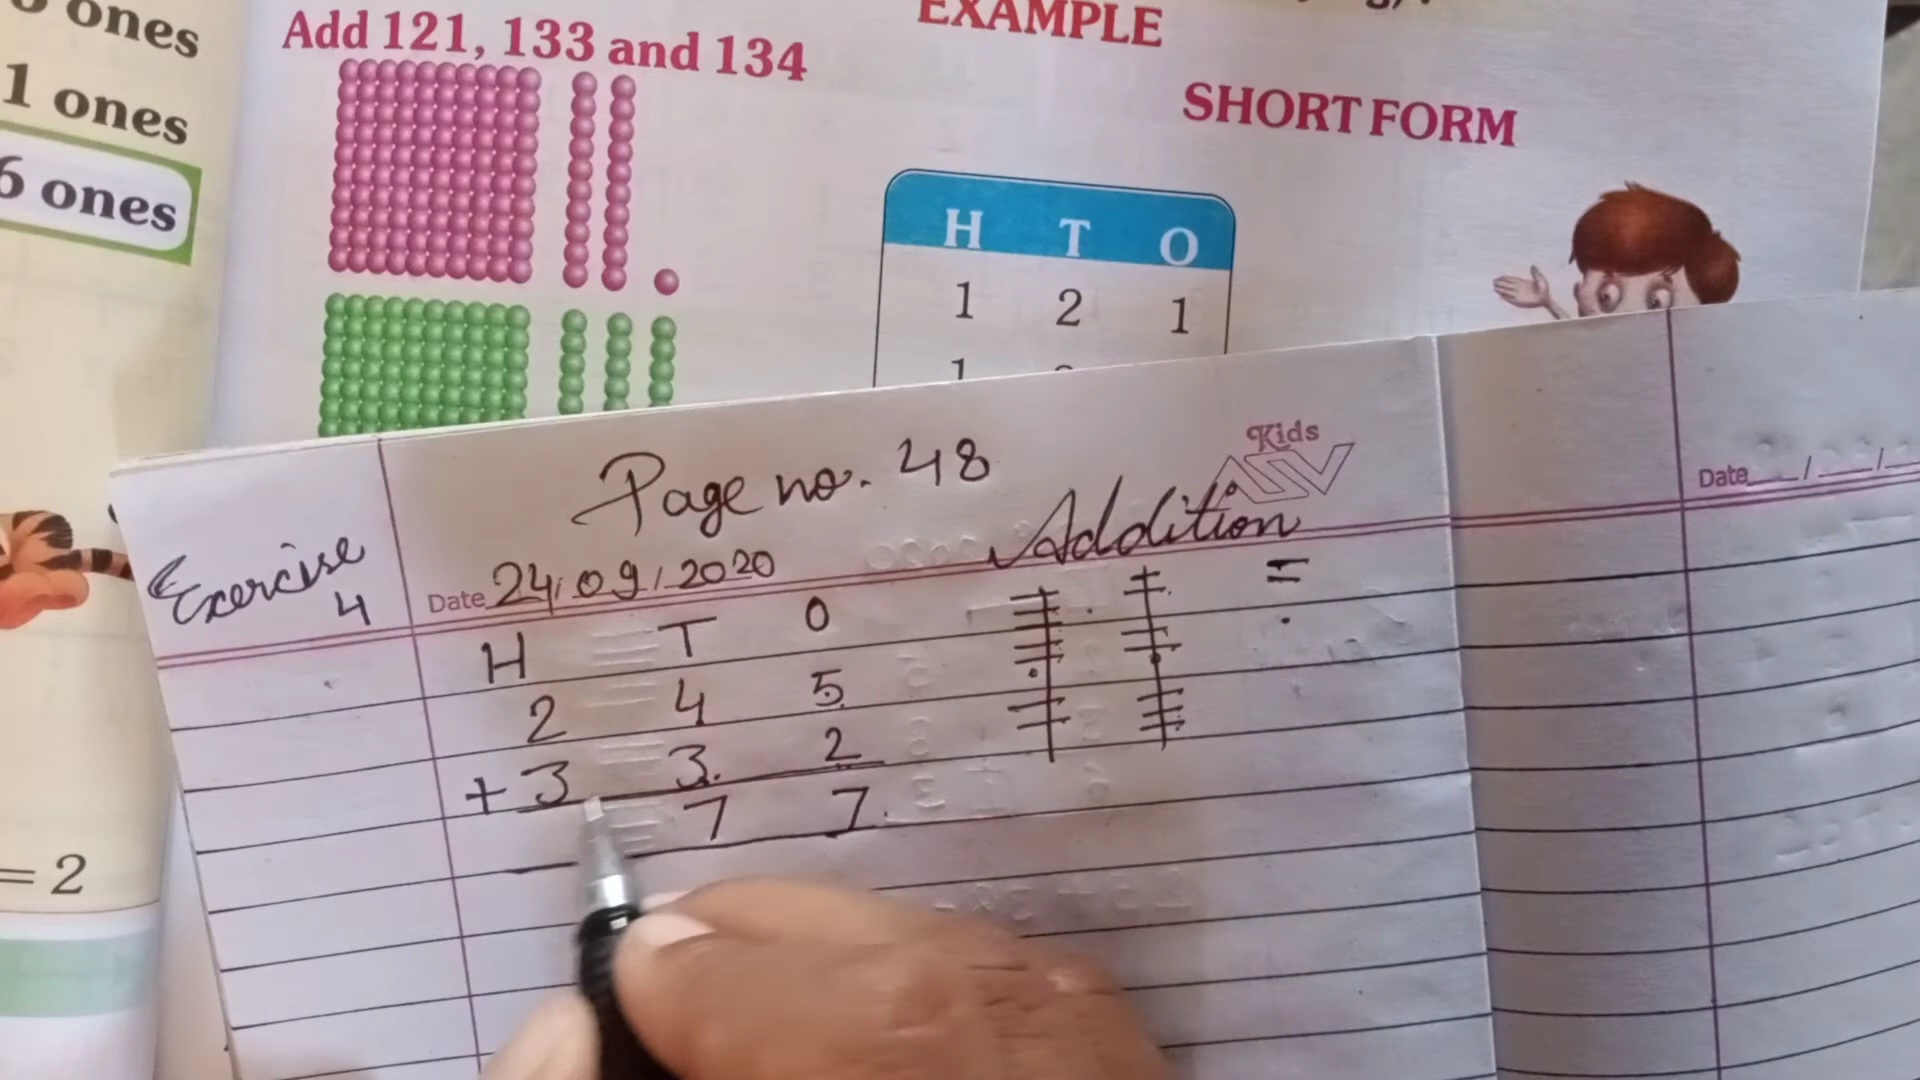 ones
1 ones
6 ones
= 2
Add 121, 133 and 134
EXAMPLE
SHORT FORM
H T O
1 2 1
1
Kids
Page no. 48
Addition
Exercise
4
Date 24/09/2020
Date / /
H T O
2 4 5
+ 3 3 2
7 7